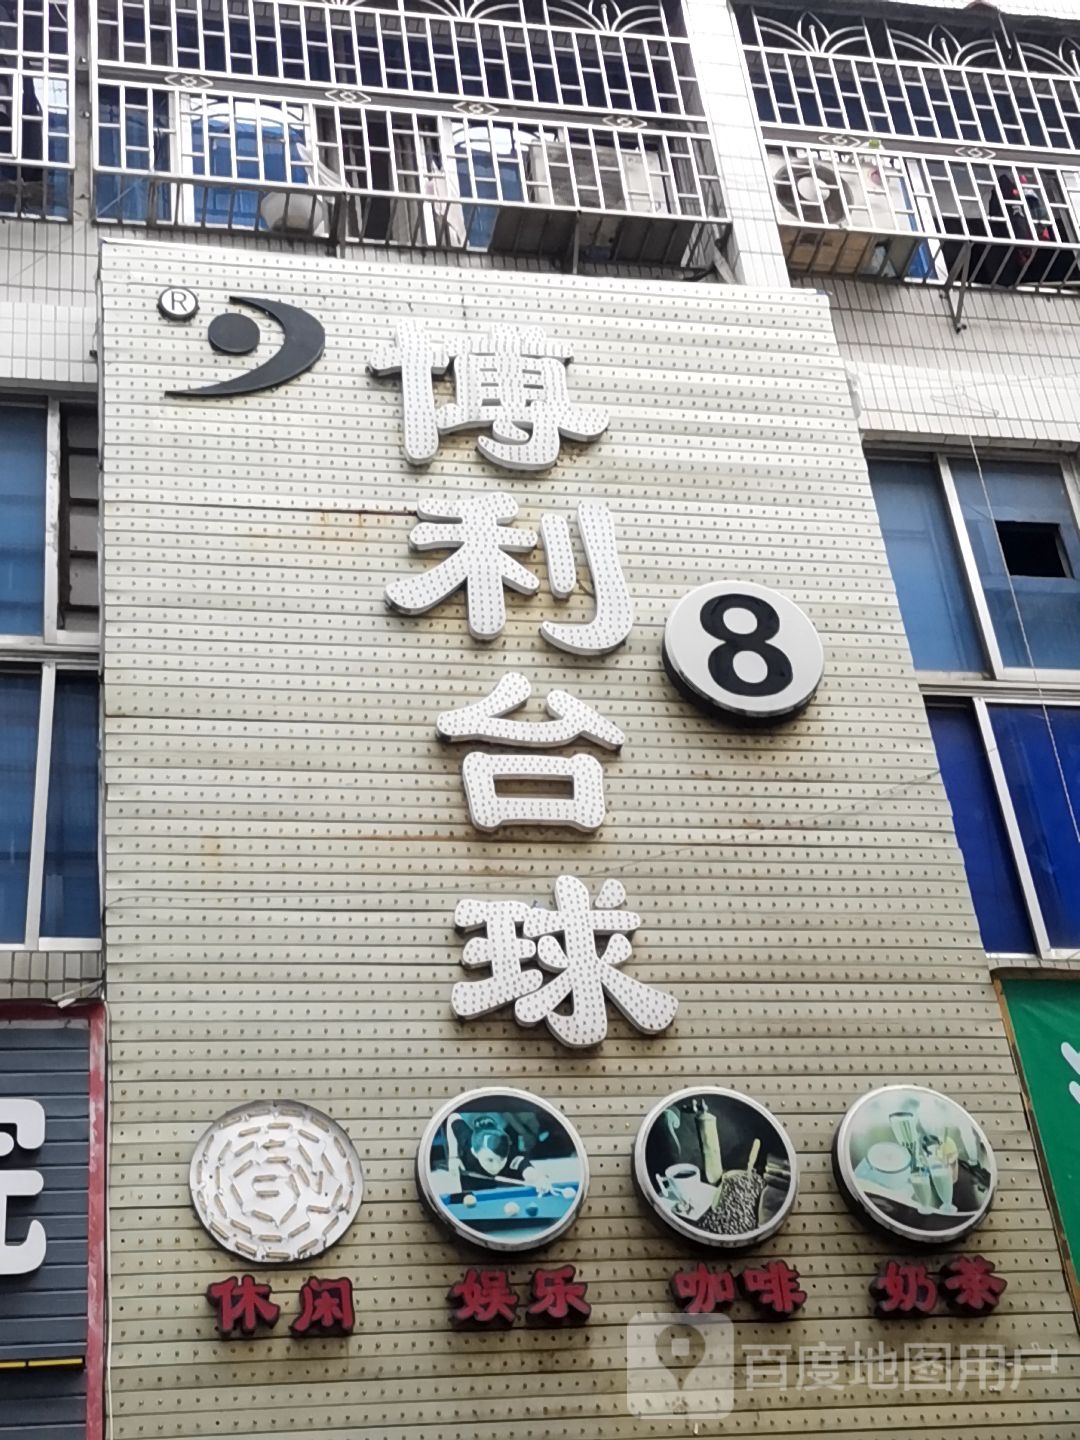 ®
博利台球
8
休闲 娱乐 咖啡 奶茶
百度地图用户